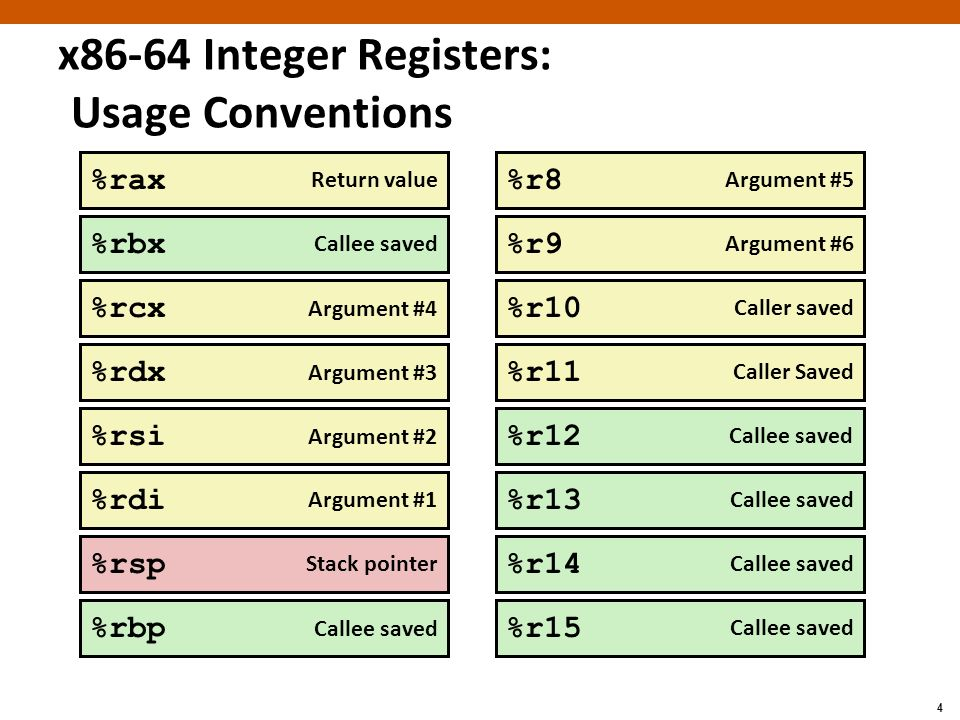 x86-64 Integer Registers:
Usage Conventions
%rax Return value
%rbx Callee saved
%rcx Argument #4
%rdx Argument #3
%rsi Argument #2
%rdi Argument #1
%rsp Stack pointer
%rbp Callee saved
%r8 Argument #5
%r9 Argument #6
%r10 Caller saved
%r11 Caller Saved
%r12 Callee saved
%r13 Callee saved
%r14 Callee saved
%r15 Callee saved
4